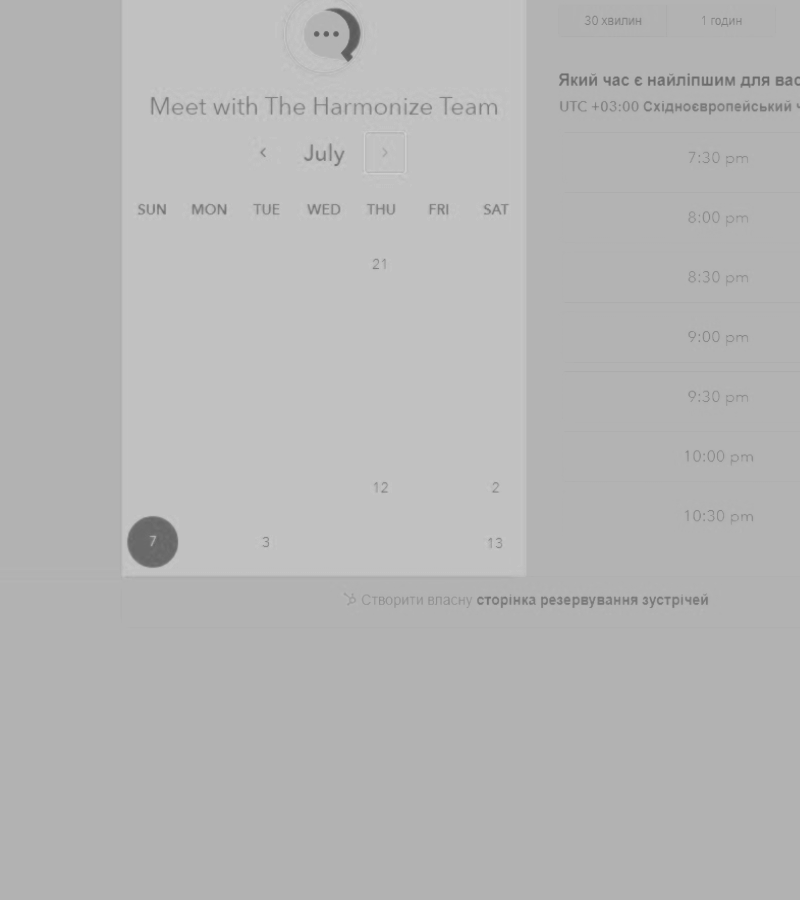 Meet with The Harmonize Team
July
SUN MON TUE WED THU FRI SAT
21
12 2
7 3 13
30 хвилин 1 годин
Який час є найліпшим для вас
UTC +03:00 Східноєвропейський ч
7:30 pm
8:00 pm
8:30 pm
9:00 pm
9:30 pm
10:00 pm
10:30 pm
Створити власну сторінка резервування зустрічей